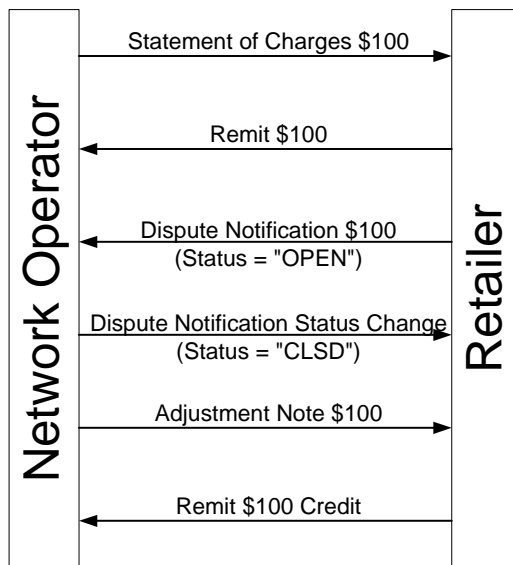 Network Operator
Statement of Charges $100
Remit $100
Dispute Notification $100
(Status = "OPEN")
Dispute Notification Status Change
(Status = "CLSD")
Adjustment Note $100
Remit $100 Credit
Retailer